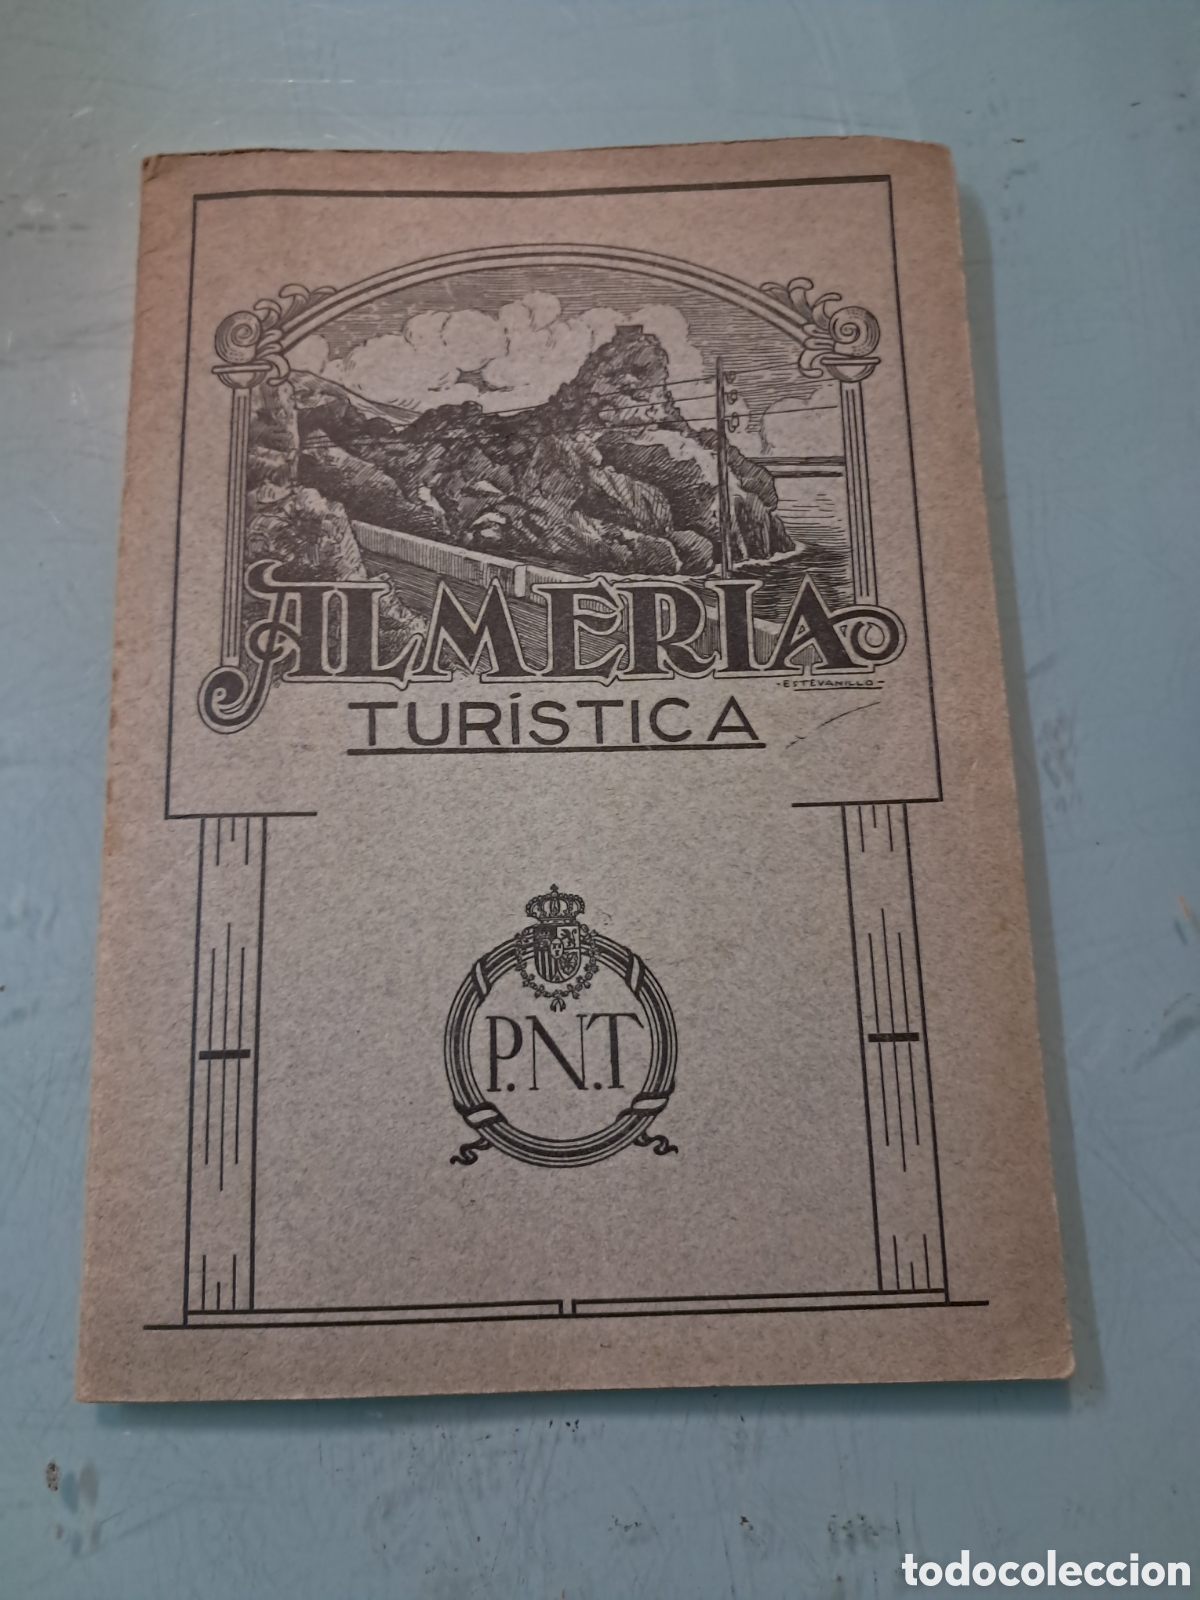 ALMERIA
ESTEVANILLO
TURÍSTICA
P.N.T
todocoleccion